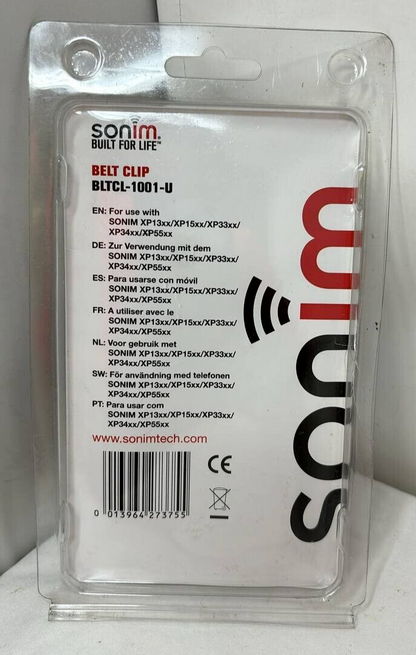 sonim.
BUILT FOR LIFE™
BELT CLIP
BLTCL-1001-U
EN: For use with
SONIM XP13xx/XP15xx/XP33xx/
XP34xx/XP55xx
DE: Zur Verwendung mit dem
SONIM XP13xx/XP15xx/XP33xx/
XP34xx/XP55xx
ES: Para usarse con móvil
SONIM XP13xx/XP15xx/XP33xx/
XP34xx/XP55xx
FR: A utiliser avec le
SONIM XP13xx/XP15xx/XP33xx/
XP34xx/XP55xx
NL: Voor gebruik met
SONIM XP13xx/XP15xx/XP33xx/
XP34xx/XP55xx
SW: För användning med telefonen
SONIM XP13xx/XP15xx/XP33xx/
XP34xx/XP55xx
PT: Para usar com
SONIM XP13xx/XP15xx/XP33xx/
XP34xx/XP55xx
www.sonimtech.com
CE
0 013964 273755
sonim